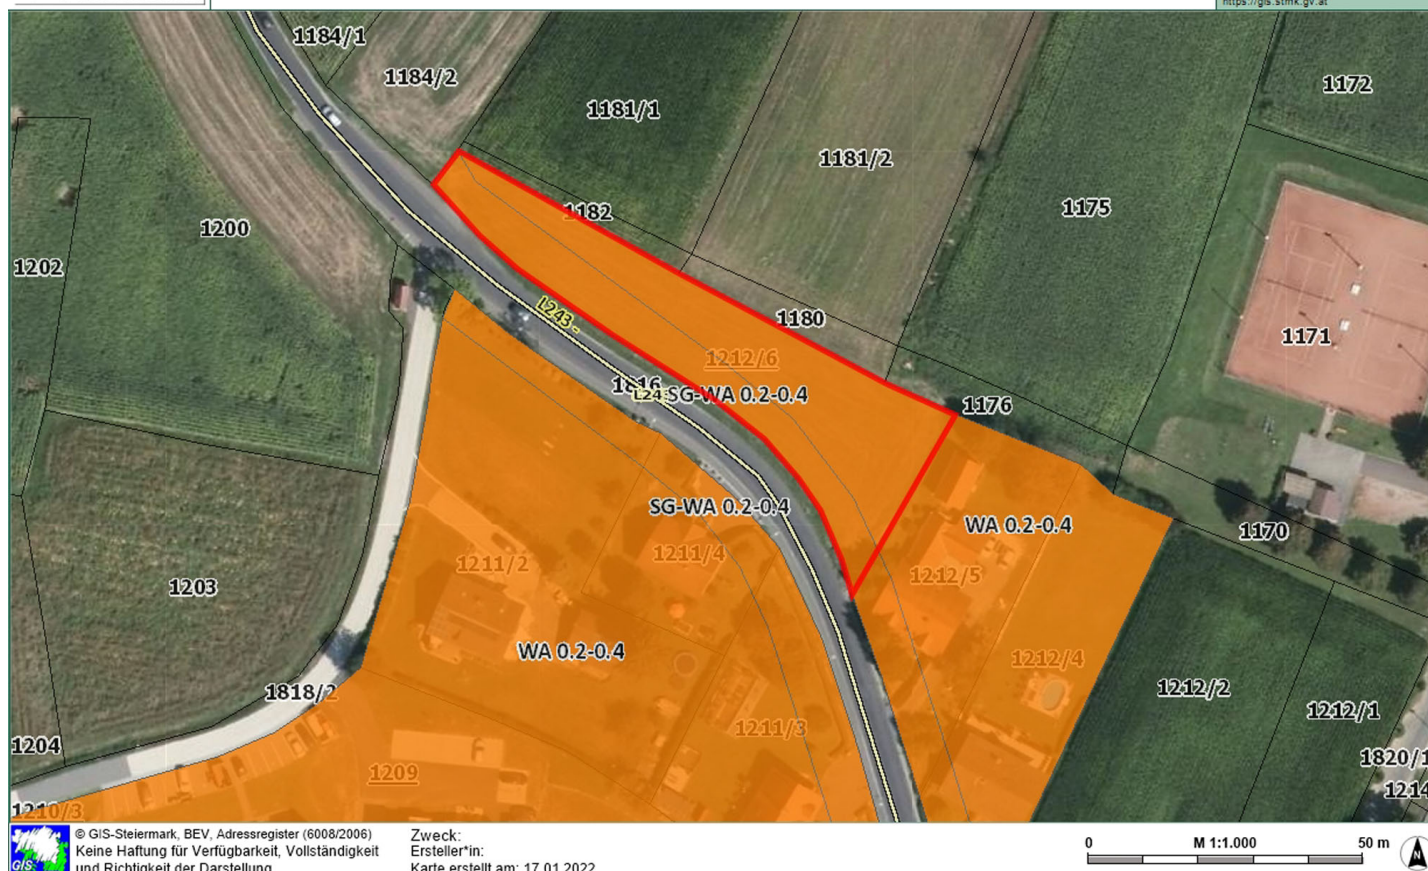 https://gis.stmk.gv.at
1184/1
1184/2
1172
1181/1
1181/2
1175
1182
1200
1202
L243 -
1180
1171
1212/6
1816
L24
SG-WA 0.2-0.4
1176
SG-WA 0.2-0.4
WA 0.2-0.4
1170
1211/2
1211/4
1212/5
1203
WA 0.2-0.4
1212/4
1818/2
1212/2
1212/1
1211/3
1204
1209
1820/1
1214
1210/3
GIS
© GIS-Steiermark, BEV, Adressregister (6008/2006)
Keine Haftung für Verfügbarkeit, Vollständigkeit
und Richtigkeit der Darstellung
Zweck:
Ersteller*in:
Karte erstellt am: 17.01.2022
0 M 1:1.000 50 m
N